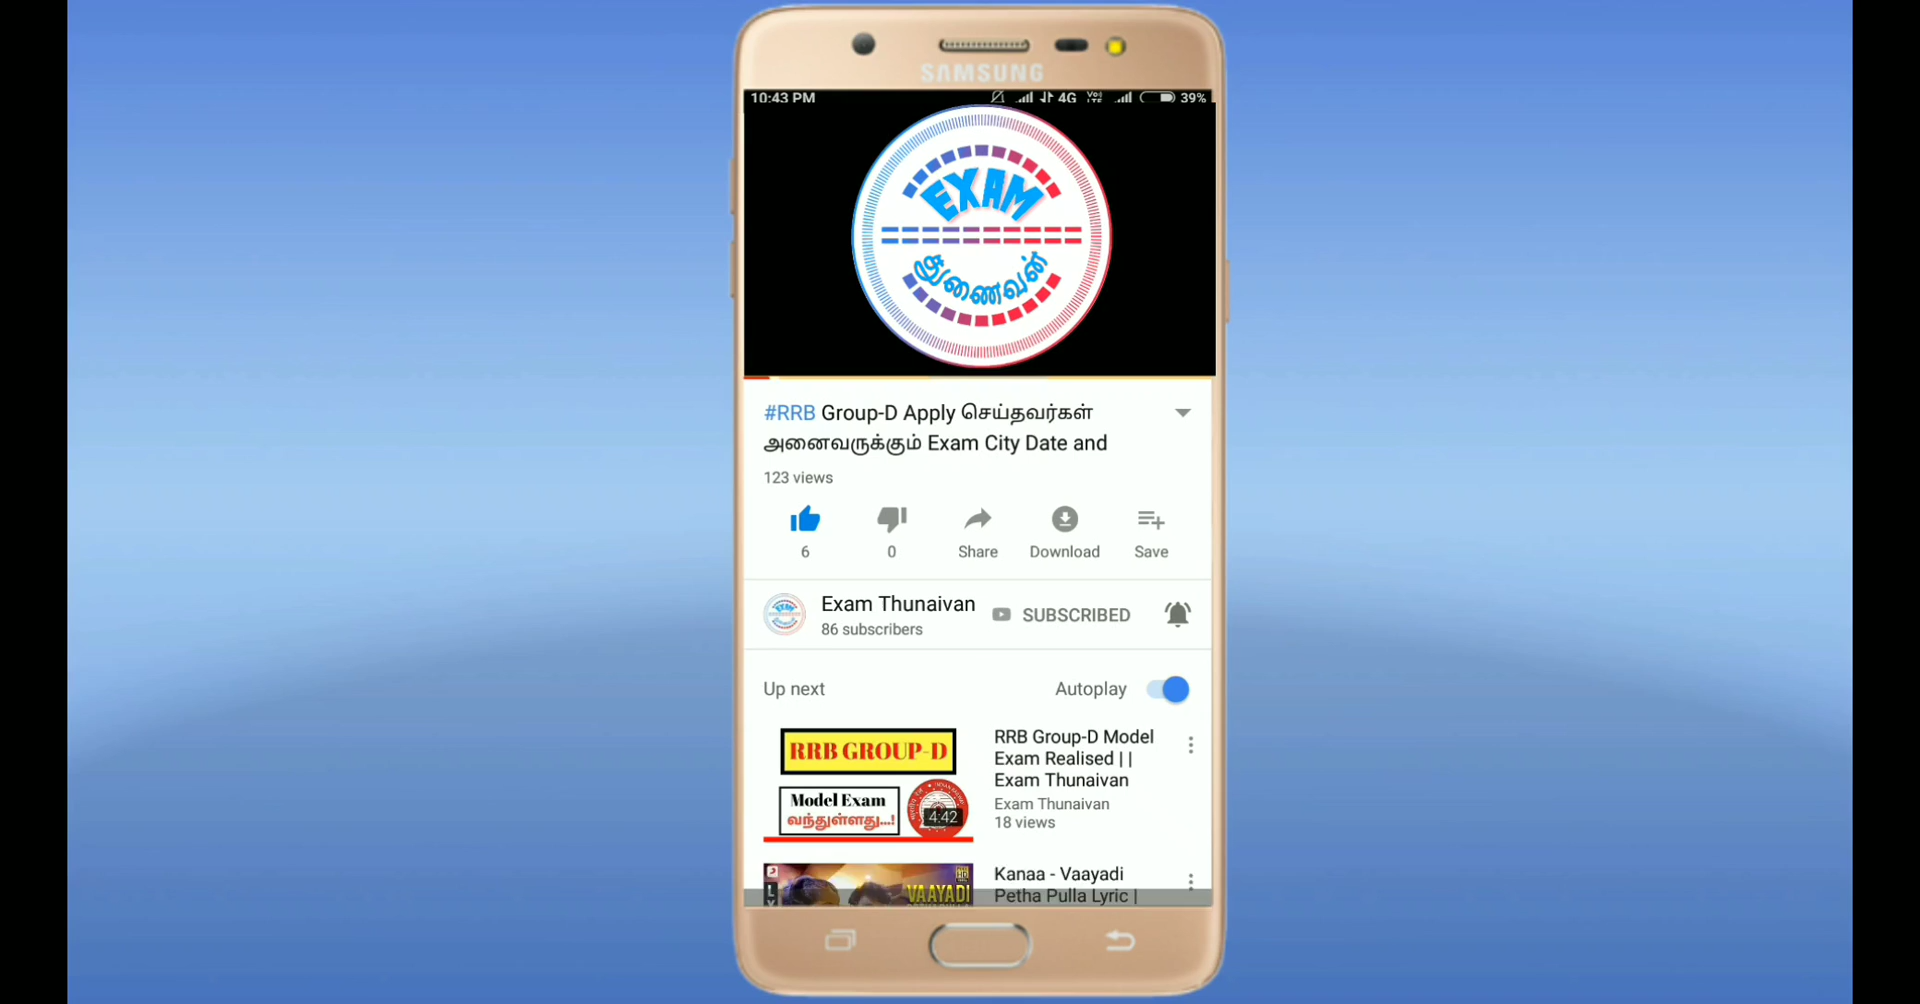 SAMSUNG
10:43 PM
4G
39%
EXAM
துணைவன்
#RRB Group-D Apply செய்தவர்கள்
அனைவருக்கும் Exam City Date and
123 views
6
0
Share
Download
Save
Exam Thunaivan
86 subscribers
SUBSCRIBED
Up next
Autoplay
RRB GROUP-D
Model Exam
வந்துள்ளது...!
4:42
RRB Group-D Model
Exam Realised ||
Exam Thunaivan
Exam Thunaivan
18 views
VAAYADI
Kanaa - Vaayadi
Petha Pulla Lyric |